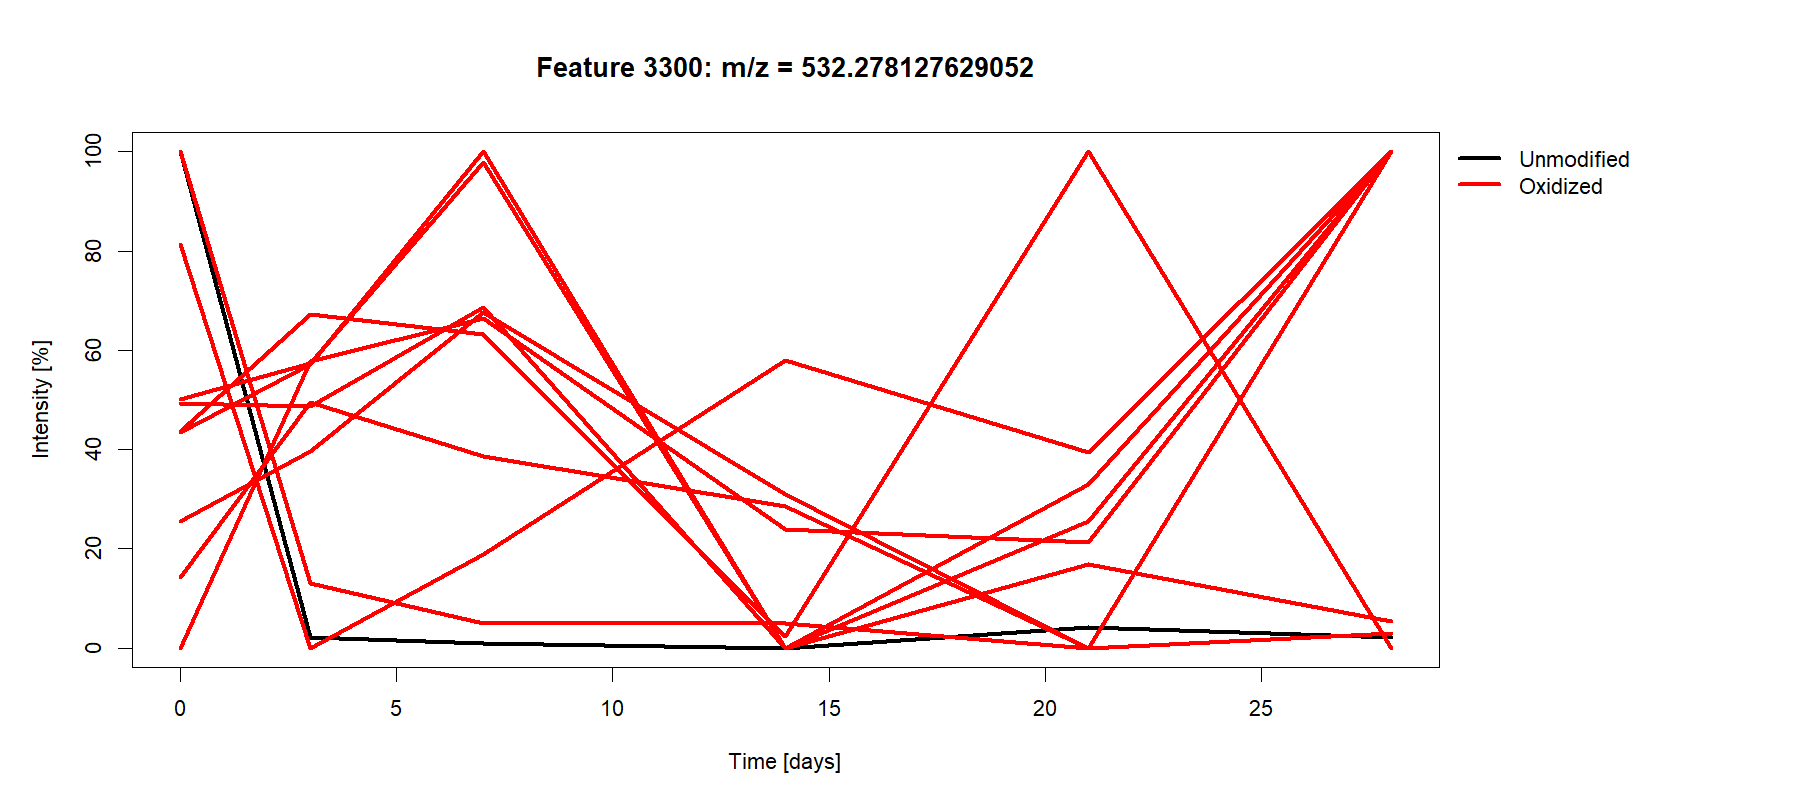 Feature 3300: m/z = 532.278127629052
Unmodified
Oxidized
Intensity [%]
100
80
60
40
20
0
0 5 10 15 20 25
Time [days]